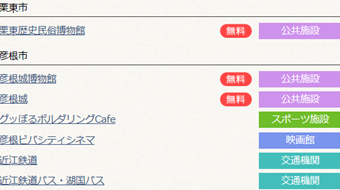 栗東市
栗東歴史民俗博物館 無料 公共施設
彦根市
彦根城博物館 無料 公共施設
彦根城 無料 公共施設
グッぼるボルダリングCafe スポーツ施設
彦根ビバシティシネマ 映画館
近江鉄道 交通機関
近江鉄道バス・湖国バス 交通機関